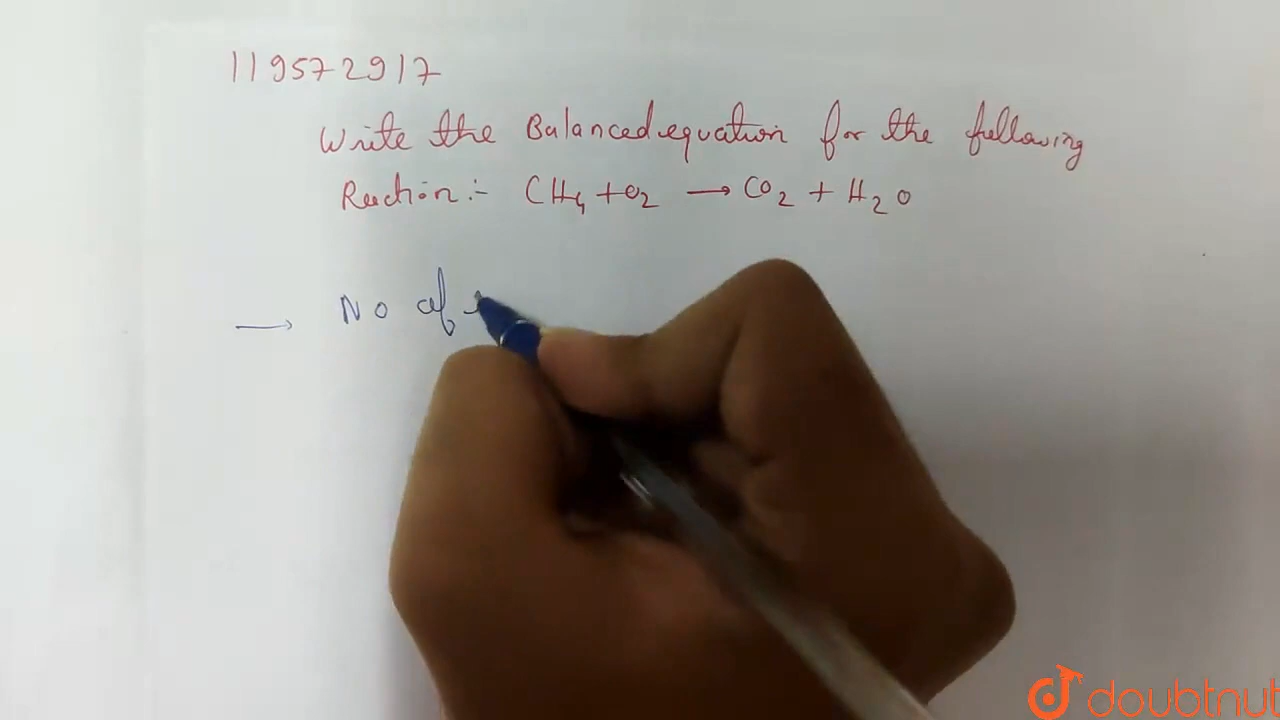 119572917
Write the Balanced equation for the following
Reaction :- CH4 + O2 → CO2 + H2O
→ No of
doubtnut